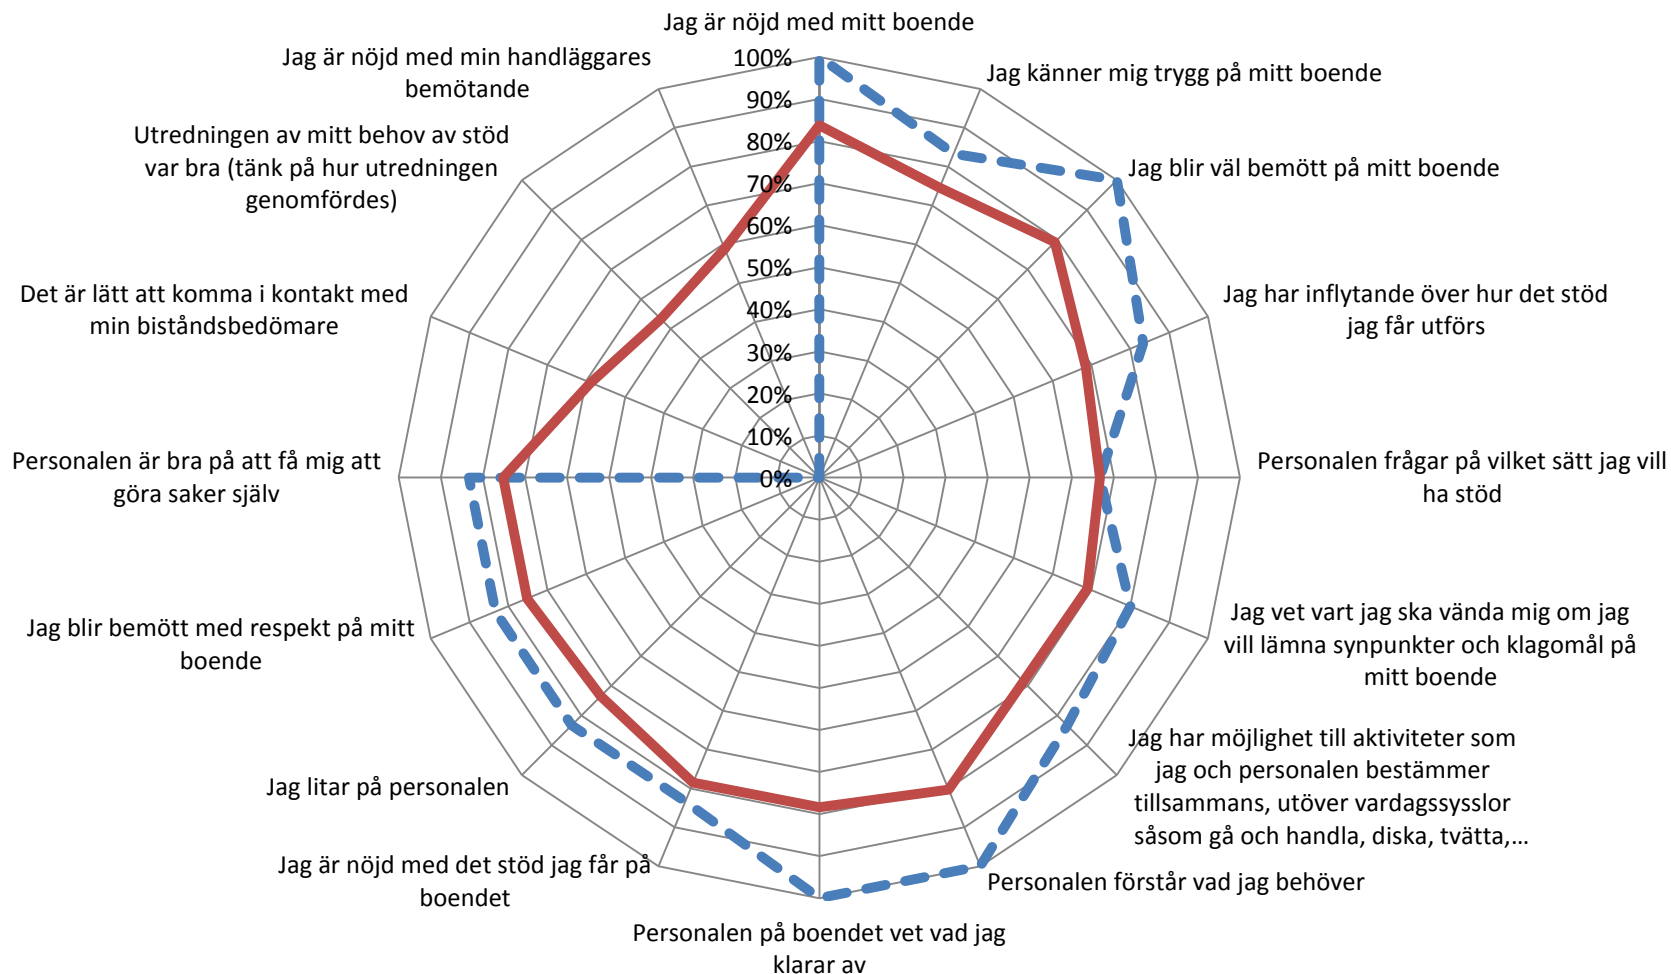 Jag är nöjd med mitt boende
Jag känner mig trygg på mitt boende
Jag blir väl bemött på mitt boende
Jag har inflytande över hur det stöd
jag får utförs
Personalen frågar på vilket sätt jag vill
ha stöd
Jag vet vart jag ska vända mig om jag
vill lämna synpunkter och klagomål på
mitt boende
Jag har möjlighet till aktiviteter som
jag och personalen bestämmer
tillsammans, utöver vardagssysslor
såsom gå och handla, diska, tvätta,…
Personalen förstår vad jag behöver
Personalen på boendet vet vad jag
klarar av
Jag är nöjd med det stöd jag får på
boendet
Jag litar på personalen
Jag blir bemött med respekt på mitt
boende
Personalen är bra på att få mig att
göra saker själv
Det är lätt att komma i kontakt med
min biståndsbedömare
Utredningen av mitt behov av stöd
var bra (tänk på hur utredningen
genomfördes)
Jag är nöjd med min handläggares
bemötande
100%
90%
80%
70%
60%
50%
40%
30%
20%
10%
0%